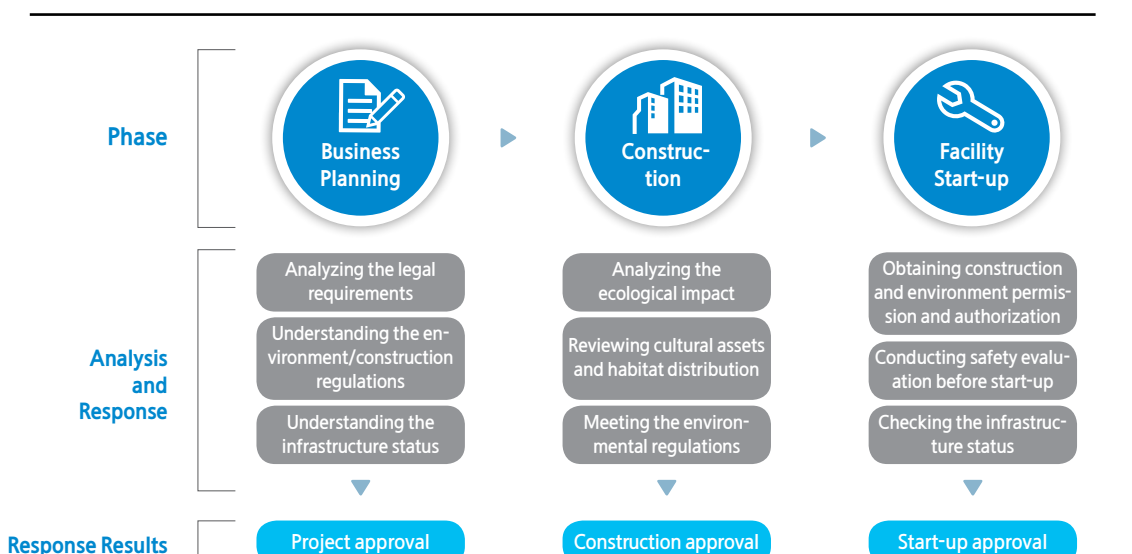 Phase
Business
Planning
Construc-
tion
Facility
Start-up
Analysis
and
Response
Analyzing the legal
requirements
Understanding the en-
vironment/construction
regulations
Understanding the
infrastructure status
Analyzing the
ecological impact
Reviewing cultural assets
and habitat distribution
Meeting the environ-
mental regulations
Obtaining construction
and environment permis-
sion and authorization
Conducting safety evalu-
ation before start-up
Checking the infrastruc-
ture status
Response Results
Project approval
Construction approval
Start-up approval